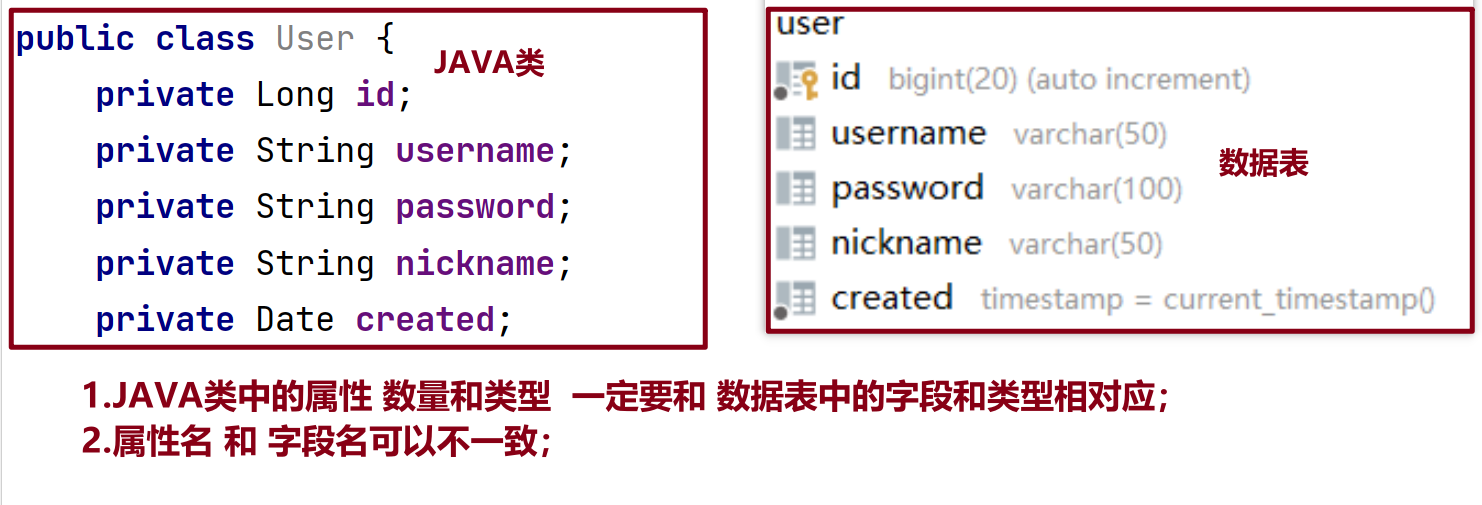 public class User {
JAVA类
private Long id;
private String username;
private String password;
private String nickname;
private Date created;
user
id bigint(20) (auto increment)
username varchar(50)
数据表
password varchar(100)
nickname varchar(50)
created timestamp = current_timestamp()
1.JAVA类中的属性 数量和类型 一定要和 数据表中的字段和类型相对应；
2.属性名 和 字段名可以不一致；